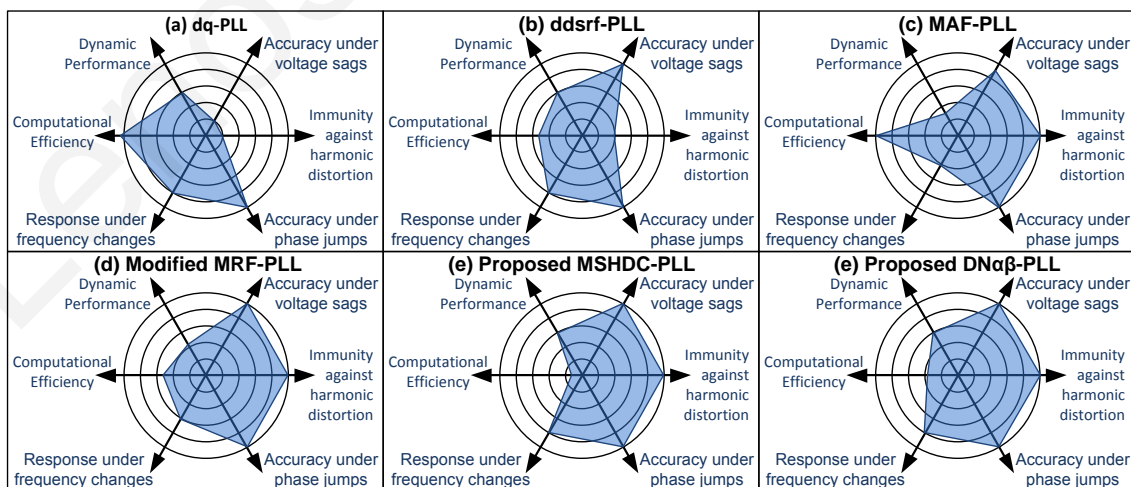 (a) dq-PLL
Dynamic
Performance
Accuracy under
voltage sags
Computational
Efficiency
Immunity
against
harmonic
distortion
Response under
frequency changes
Accuracy under
phase jumps
(b) ddsrf-PLL
Dynamic
Performance
Accuracy under
voltage sags
Computational
Efficiency
Immunity
against
harmonic
distortion
Response under
frequency changes
Accuracy under
phase jumps
(c) MAF-PLL
Dynamic
Performance
Accuracy under
voltage sags
Computational
Efficiency
Immunity
against
harmonic
distortion
Response under
frequency changes
Accuracy under
phase jumps
(d) Modified MRF-PLL
Dynamic
Performance
Accuracy under
voltage sags
Computational
Efficiency
Immunity
against
harmonic
distortion
Response under
frequency changes
Accuracy under
phase jumps
(e) Proposed MSHDC-PLL
Dynamic
Performance
Accuracy under
voltage sags
Computational
Efficiency
Immunity
against
harmonic
distortion
Response under
frequency changes
Accuracy under
phase jumps
(e) Proposed DNαβ-PLL
Dynamic
Performance
Accuracy under
voltage sags
Computational
Efficiency
Immunity
against
harmonic
distortion
Response under
frequency changes
Accuracy under
phase jumps